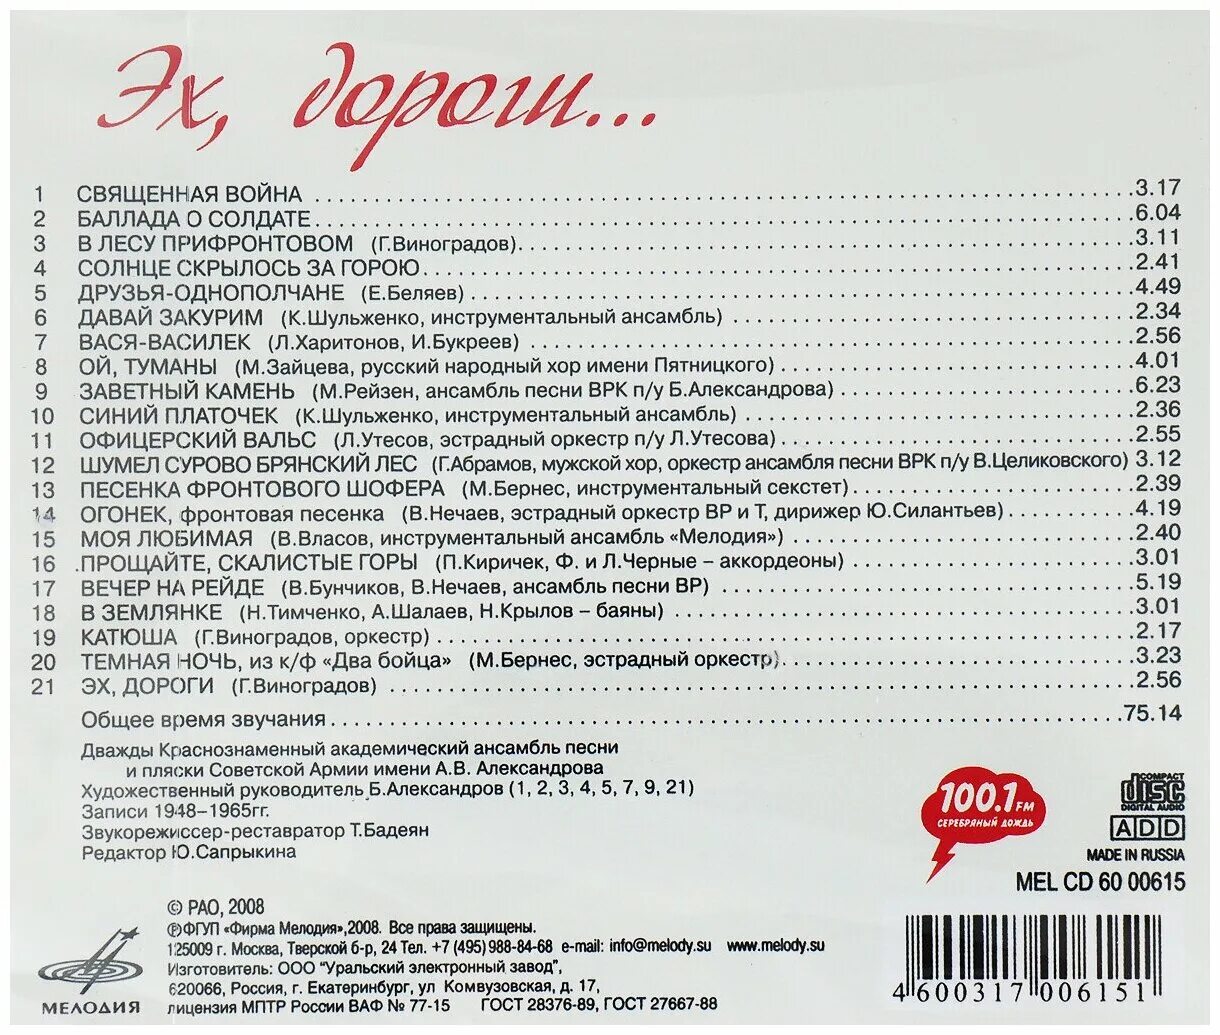 Эх, дороги...
1 СВЯЩЕННАЯ ВОЙНА 3.17
2 БАЛЛАДА О СОЛДАТЕ 6.04
3 В ЛЕСУ ПРИФРОНТОВОМ (Г.Виноградов) 3.11
4 СОЛНЦЕ СКРЫЛОСЬ ЗА ГОРОЮ 2.41
5 ДРУЗЬЯ-ОДНОПОЛЧАНЕ (Е.Беляев) 4.49
6 ДАВАЙ ЗАКУРИМ (К.Шульженко, инструментальный ансамбль) 2.34
7 ВАСЯ-ВАСИЛЕК (Л.Харитонов, И.Букреев) 2.56
8 ОЙ, ТУМАНЫ (М.Зайцева, русский народный хор имени Пятницкого) 4.01
9 ЗАВЕТНЫЙ КАМЕНЬ (М.Рейзен, ансамбль песни ВРК п/у Б.Александрова) 6.23
10 СИНИЙ ПЛАТОЧЕК (К.Шульженко, инструментальный ансамбль) 2.36
11 ОФИЦЕРСКИЙ ВАЛЬС (Л.Утесов, эстрадный оркестр п/у Л.Утесова) 2.55
12 ШУМЕЛ СУРОВО БРЯНСКИЙ ЛЕС (Г.Абрамов, мужской хор, оркестр ансамбля песни ВРК п/у В.Целиковского) 3.12
13 ПЕСЕНКА ФРОНТОВОГО ШОФЕРА (М.Бернес, инструментальный секстет) 2.39
14 ОГОНЕК, фронтовая песенка (В.Нечаев, эстрадный оркестр ВР и Т, дирижер Ю.Силантьев) 4.19
15 МОЯ ЛЮБИМАЯ (В.Власов, инструментальный ансамбль «Мелодия») 2.40
16 .ПРОЩАЙТЕ, СКАЛИСТЫЕ ГОРЫ (П.Киричек, Ф. и Л.Черные – аккордеоны) 3.01
17 ВЕЧЕР НА РЕЙДЕ (В.Бунчиков, В.Нечаев, ансамбль песни ВР) 5.19
18 В ЗЕМЛЯНКЕ (Н.Тимченко, А.Шалаев, Н.Крылов – баяны) 3.01
19 КАТЮША (Г.Виноградов, оркестр) 2.17
20 ТЕМНАЯ НОЧЬ, из к/ф «Два бойца» (М.Бернес, эстрадный оркестр) 3.23
21 ЭХ, ДОРОГИ (Г.Виноградов) 2.56
Общее время звучания 75.14
Дважды Краснознаменный академический ансамбль песни
и пляски Советской Армии имени А.В. Александрова
Художественный руководитель Б.Александров (1, 2, 3, 4, 5, 7, 9, 21)
Записи 1948–1965гг.
Звукорежиссер-реставратор Т.Бадеян
Редактор Ю.Сапрыкина
100.1 FM
СЕРЕБРЯНЫЙ ДОЖДЬ
COMPACT
disc
DIGITAL AUDIO
ADD
MADE IN RUSSIA
MEL CD 60 00615
© РАО, 2008
℗ФГУП «Фирма Мелодия»,2008. Все права защищены.
125009 г. Москва, Тверской б-р, 24 Тел. +7 (495) 988-84-68 e-mail: info@melody.su www.melody.su
Изготовитель: ООО "Уральский электронный завод",
620066, Россия, г. Екатеринбург, ул Комвузовская, д. 17,
лицензия МПТР России ВАФ № 77-15 ГОСТ 28376-89, ГОСТ 27667-88
МЕЛОДИЯ
4 600317 006151